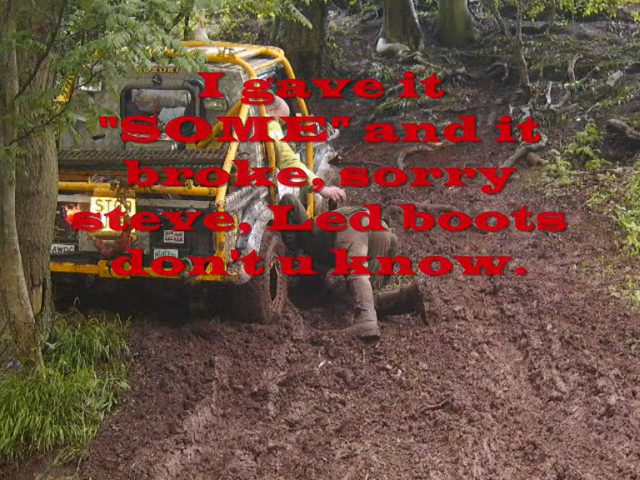 I gave it
"SOME" and it
broke, sorry
steve, Led boots
don't u know.